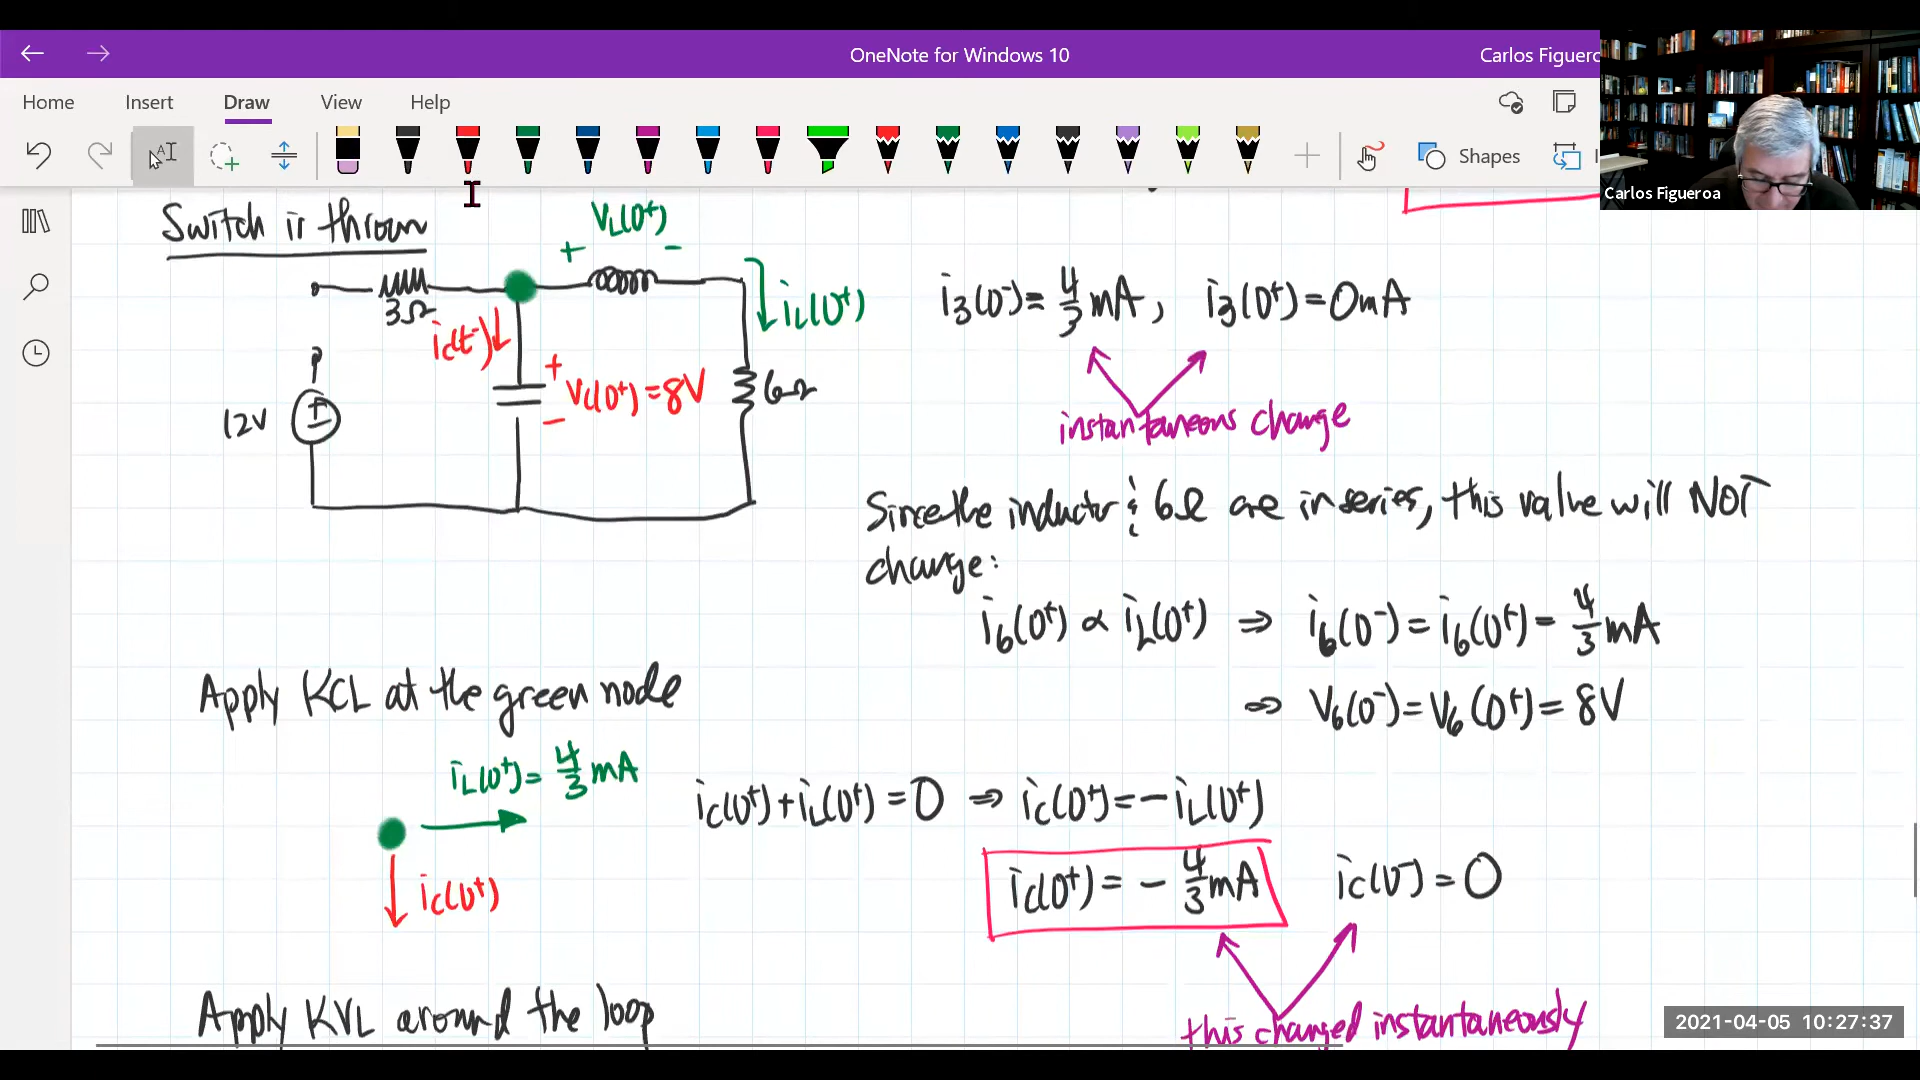 OneNote for Windows 10
Carlos Figuero
Home Insert Draw View Help
Shapes
Carlos Figueroa
Switch is thrown
VL(0+)
+ -
3Ω
iL(0+)
ic(t-)
+
Vc(0+)=8V
-
6Ω
12V
+
-
i3(0-)= 4/3 mA, i3(0+)=0mA
instantaneous change
Since the inductor & 6Ω are in series, this value will NOT
change:
i6(0+) ∝ iL(0+) ⇒ i6(0-)= i6(0+)= 4/3 mA
⇒ V6(0-)=V6(0+)= 8V
Apply KCL at the green node
iL(0+)= 4/3 mA
ic(0+)+iL(0+)=0 ⇒ ic(0+)=-iL(0+)
ic(0+)
ic(0+)= - 4/3 mA
ic(0-)=0
this changed instantaneously
Apply KVL around the loop
2021-04-05 10:27:37